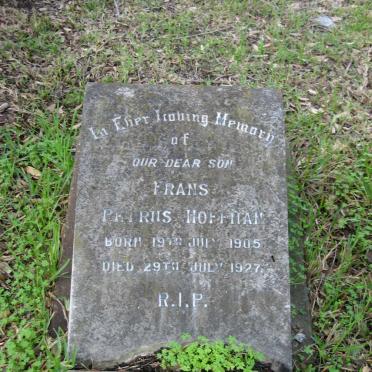 In Ever Loving Memory
of
OUR DEAR SON
FRANS
PETRUS HOFFMAN
BORN 19TH JULY 1905
DIED 29TH JULY 1927.
R.I.P.